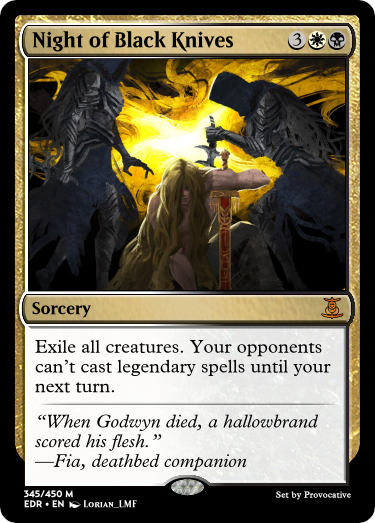 Night of Black Knives 3
Sorcery
Exile all creatures. Your opponents
can’t cast legendary spells until your
next turn.
“When Godwyn died, a hallowbrand
scored his flesh.”
—Fia, deathbed companion
345/450 M
EDR • EN Lorian_LMF
Set by Provocative